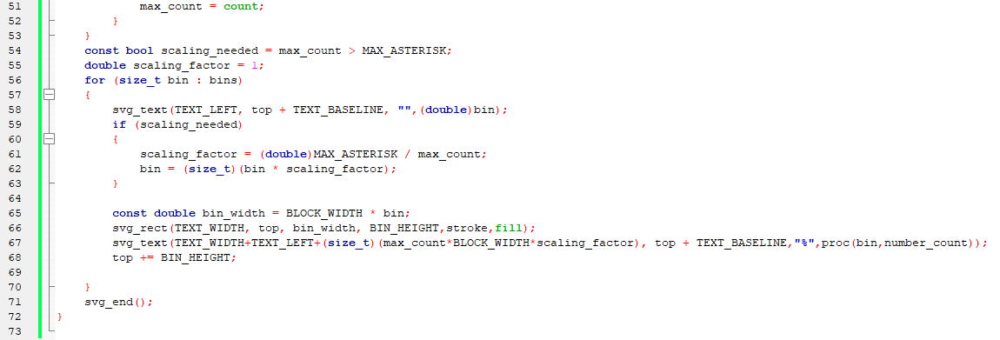 51 max_count = count;
52 }
53 }
54 const bool scaling_needed = max_count > MAX_ASTERISK;
55 double scaling_factor = 1;
56 for (size_t bin : bins)
57 {
58 svg_text(TEXT_LEFT, top + TEXT_BASELINE, "",(double)bin);
59 if (scaling_needed)
60 {
61 scaling_factor = (double)MAX_ASTERISK / max_count;
62 bin = (size_t)(bin * scaling_factor);
63 }
64
65 const double bin_width = BLOCK_WIDTH * bin;
66 svg_rect(TEXT_WIDTH, top, bin_width, BIN_HEIGHT,stroke,fill);
67 svg_text(TEXT_WIDTH+TEXT_LEFT+(size_t)(max_count*BLOCK_WIDTH*scaling_factor), top + TEXT_BASELINE,"%",proc(bin,number_count));
68 top += BIN_HEIGHT;
69
70 }
71 svg_end();
72 }
73